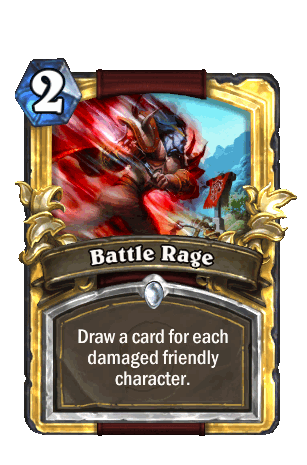 2
Battle Rage
Draw a card for each
damaged friendly
character.